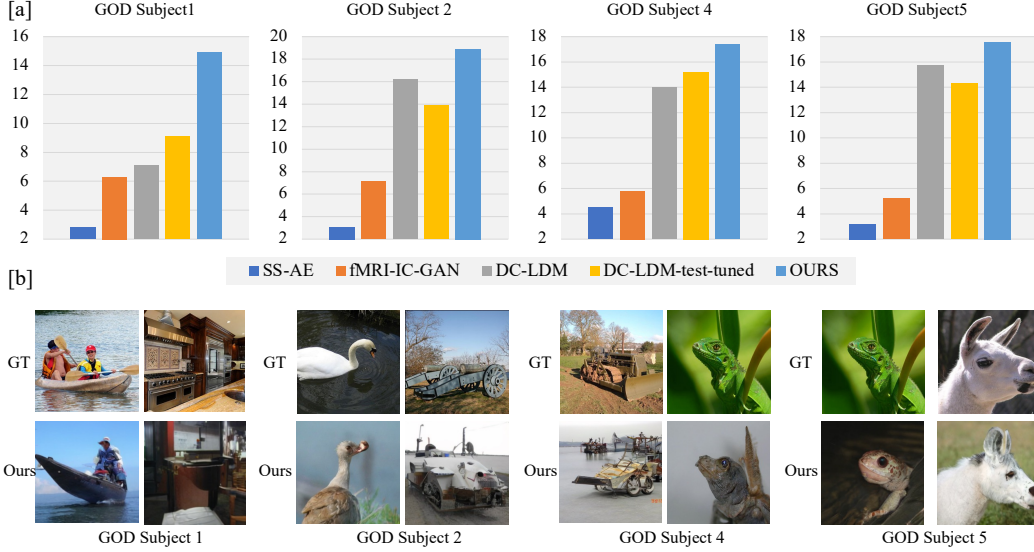 [a]
GOD Subject1
GOD Subject 2
GOD Subject 4
GOD Subject5
16
14
12
10
8
6
4
2
20
18
16
14
12
10
8
6
4
2
18
16
14
12
10
8
6
4
2
18
16
14
12
10
8
6
4
2
SS-AE fMRI-IC-GAN DC-LDM DC-LDM-test-tuned OURS
[b]
GT
GT
GT
GT
Ours
Ours
Ours
Ours
GOD Subject 1
GOD Subject 2
GOD Subject 4
GOD Subject 5